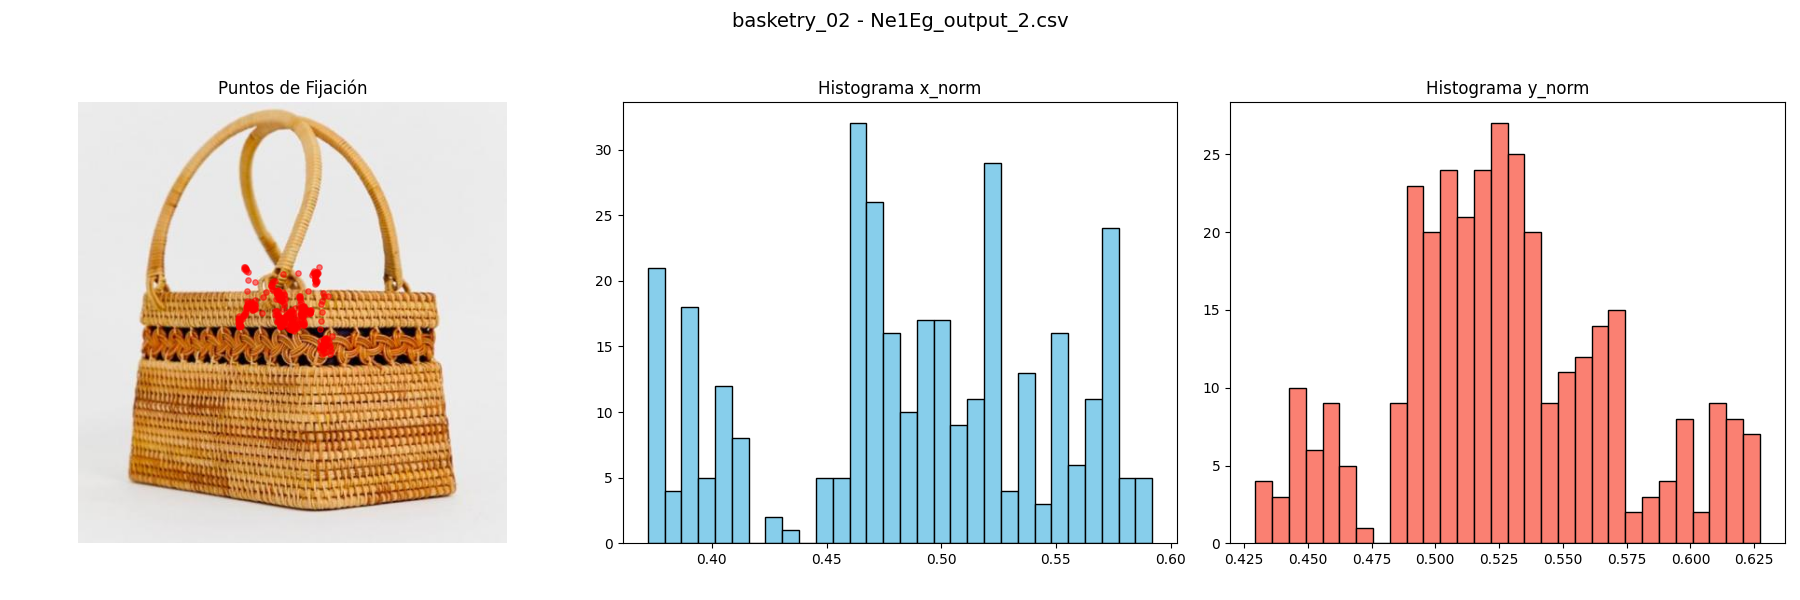 basketry_02 - Ne1Eg_output_2.csv
Puntos de Fijación
Histograma x_norm
30
25
20
15
10
5
0
0.40 0.45 0.50 0.55 0.60
Histograma y_norm
25
20
15
10
5
0
0.425 0.450 0.475 0.500 0.525 0.550 0.575 0.600 0.625